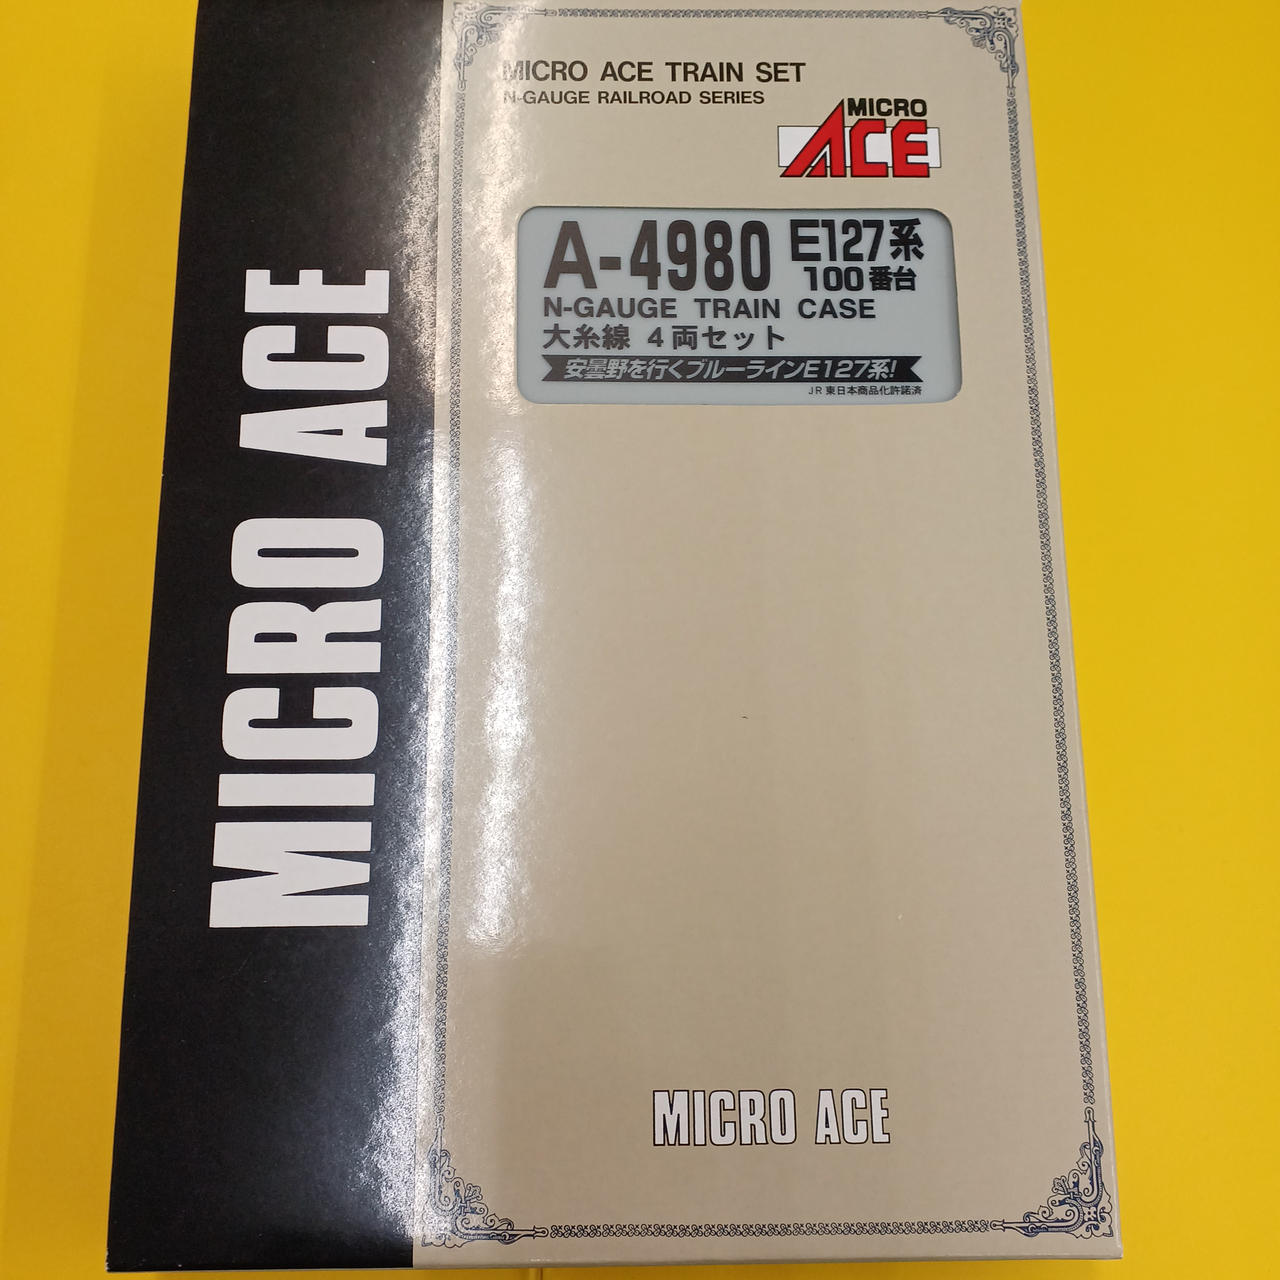 MICRO ACE
MICRO ACE TRAIN SET
N-GAUGE RAILROAD SERIES
MICRO
ACE
A-4980 E127系
100番台
N-GAUGE TRAIN CASE
大糸線 4両セット
安曇野を行くブルーラインE127系!
JR東日本商品化許諾済
MICRO ACE